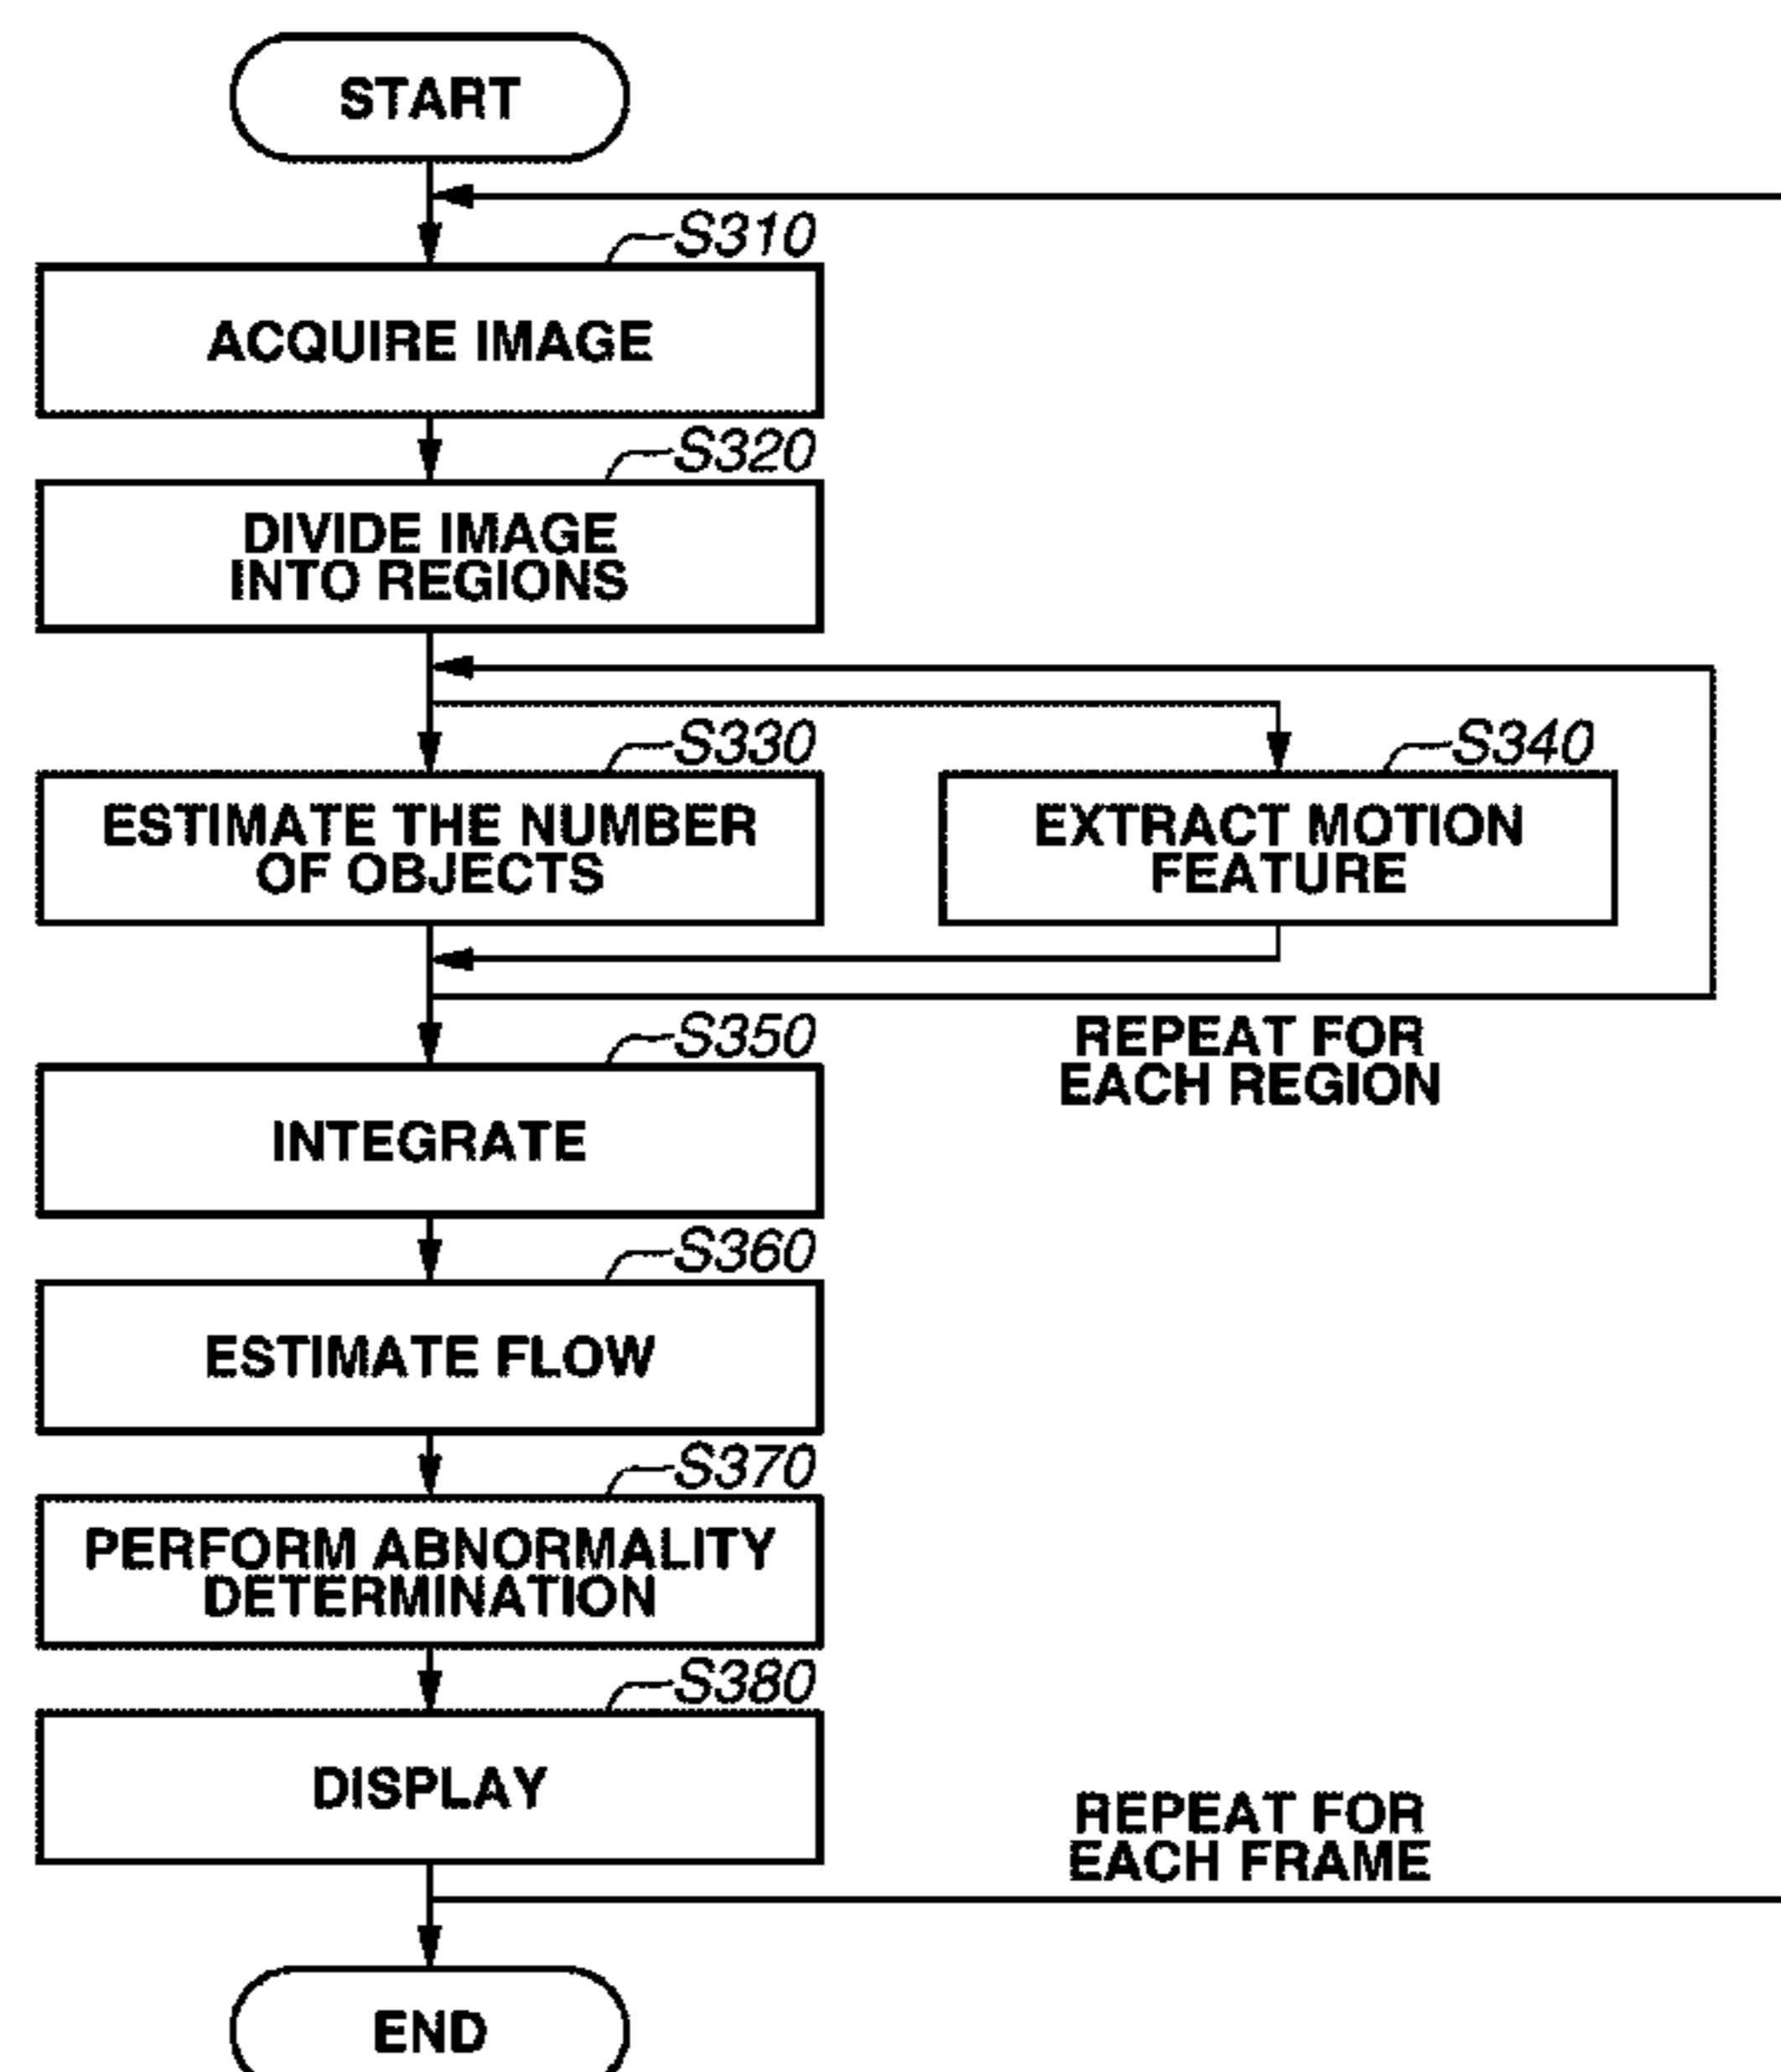 START
S310
ACQUIRE IMAGE
S320
DIVIDE IMAGE
INTO REGIONS
S330
S340
ESTIMATE THE NUMBER
OF OBJECTS
EXTRACT MOTION
FEATURE
REPEAT FOR
EACH REGION
S350
INTEGRATE
S360
ESTIMATE FLOW
S370
PERFORM ABNORMALITY
DETERMINATION
S380
DISPLAY
REPEAT FOR
EACH FRAME
END